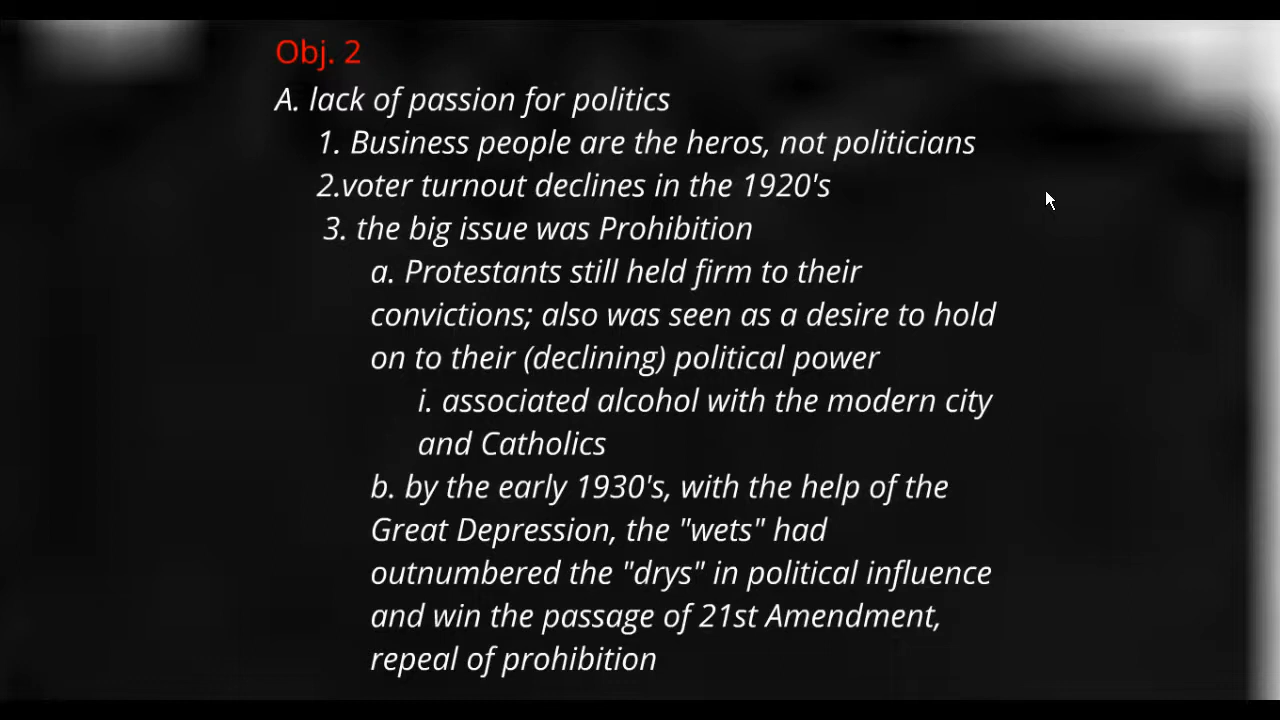 Obj. 2
A. lack of passion for politics
1. Business people are the heros, not politicians
2.voter turnout declines in the 1920's
3. the big issue was Prohibition
a. Protestants still held firm to their
convictions; also was seen as a desire to hold
on to their (declining) political power
i. associated alcohol with the modern city
and Catholics
b. by the early 1930's, with the help of the
Great Depression, the "wets" had
outnumbered the "drys" in political influence
and win the passage of 21st Amendment,
repeal of prohibition